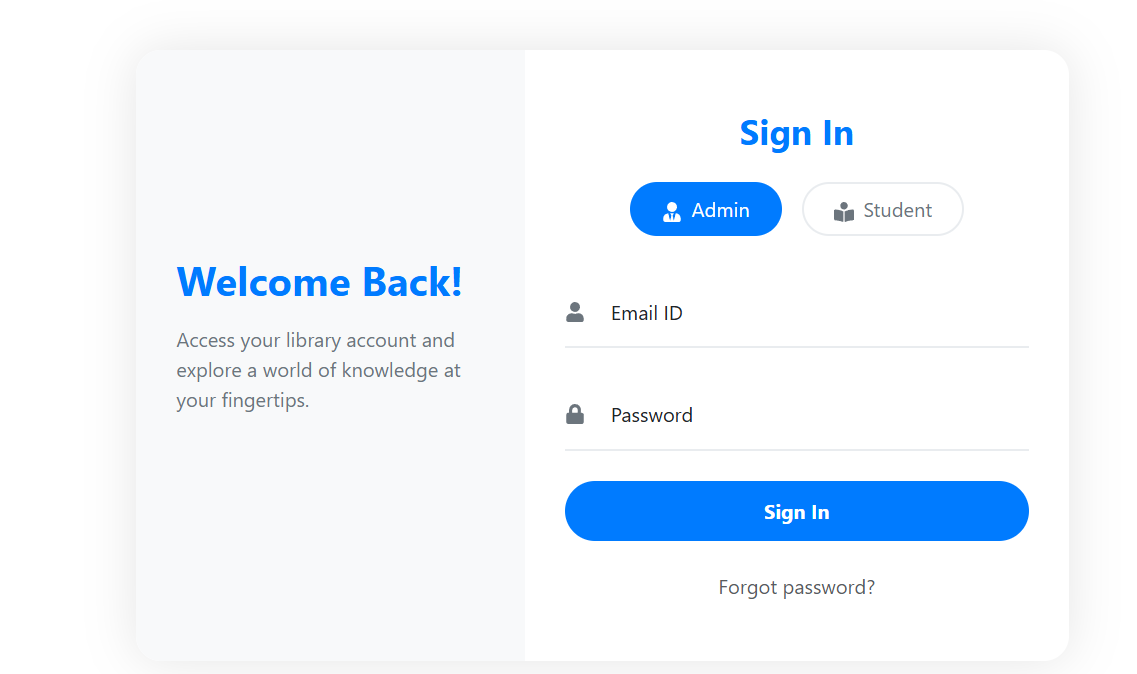 Welcome Back!
Access your library account and
explore a world of knowledge at
your fingertips.
Sign In
Admin
Student
Email ID
Password
Sign In
Forgot password?